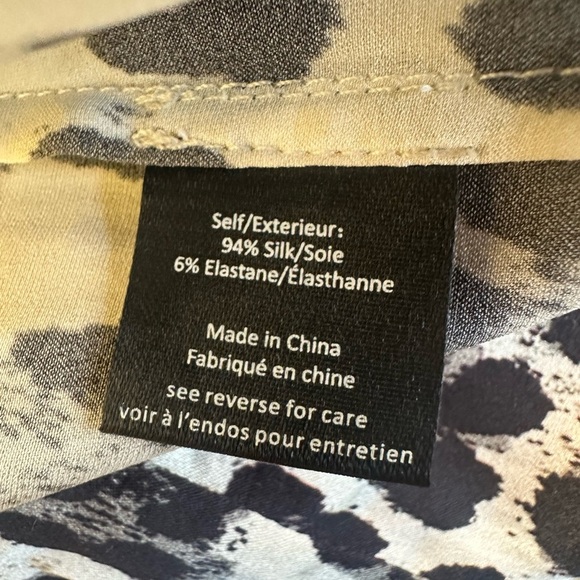 Self/Exterieur:
94% Silk/Soie
6% Elastane/Élasthanne
Made in China
Fabriqué en chine
see reverse for care
voir à l'endos pour entretien